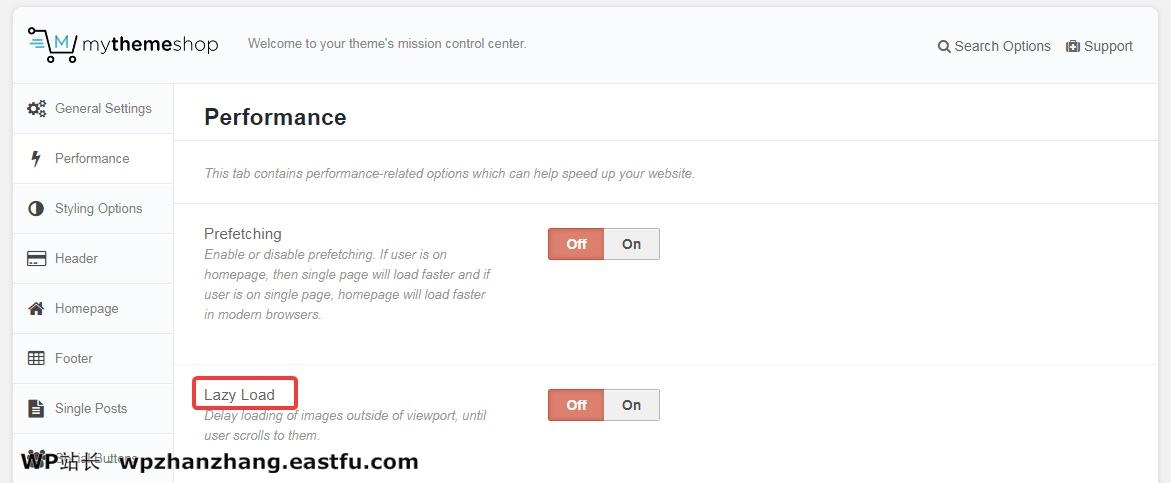 mythemeshop
Welcome to your theme's mission control center.
Search Options
Support
General Settings
Performance
Styling Options
Header
Homepage
Footer
Single Posts
Social Buttons
Performance
This tab contains performance-related options which can help speed up your website.
Prefetching
Enable or disable prefetching. If user is on
homepage, then single page will load faster and if
user is on single page, homepage will load faster
in modern browsers.
Off
On
Lazy Load
Delay loading of images outside of viewport, until
user scrolls to them.
Off
On
WP站长 - wpzhanzhang.eastfu.com